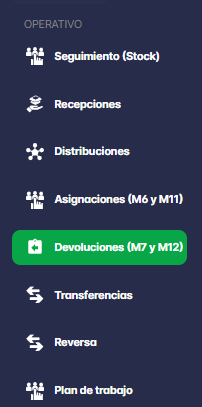 OPERATIVO
Seguimiento (Stock)
Recepciones
Distribuciones
Asignaciones (M6 y M11)
Devoluciones (M7 y M12)
Transferencias
Reversa
Plan de trabajo